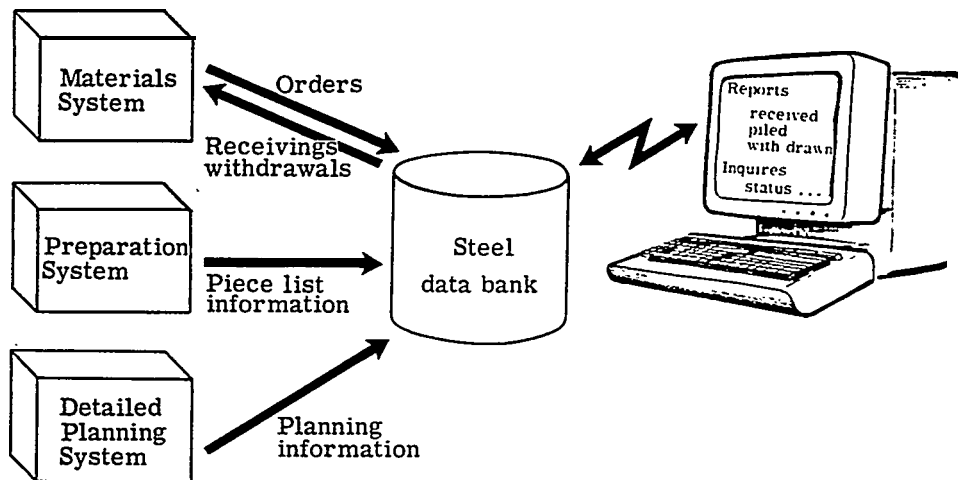 Materials
System
Orders
Receivings
withdrawals
Preparation
System
Piece list
information
Detailed
Planning
System
Planning
information
Steel
data bank
Reports
received
piled
with drawn
Inquires
status ...